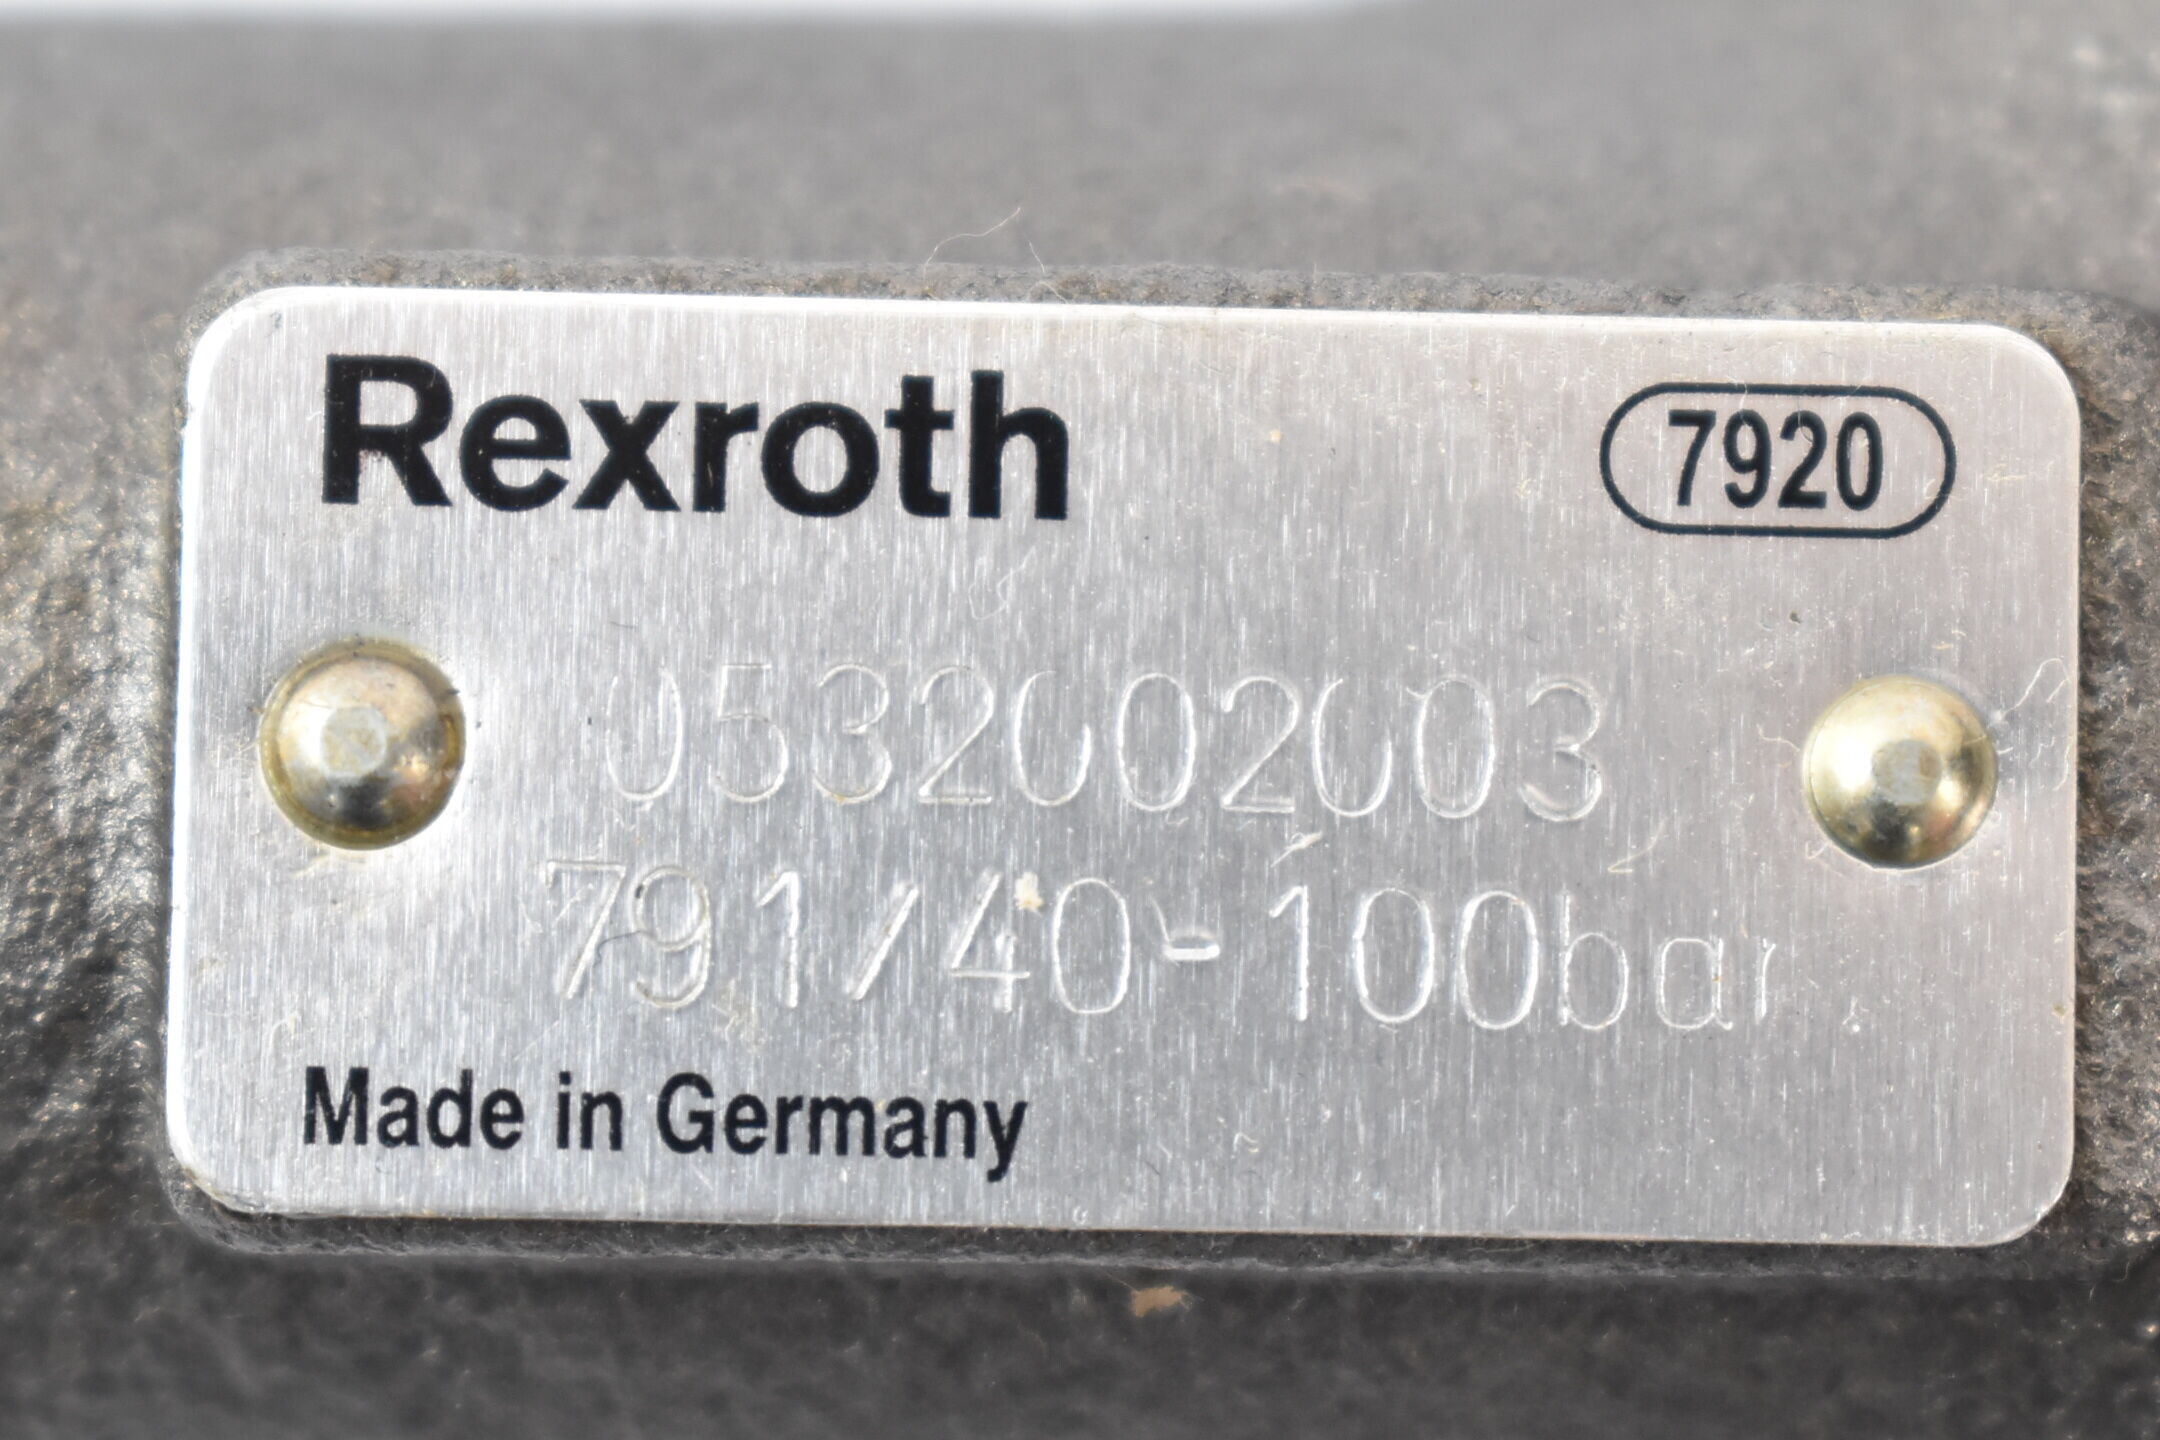 Rexroth
7920
0532002003
791/40-100bar
Made in Germany